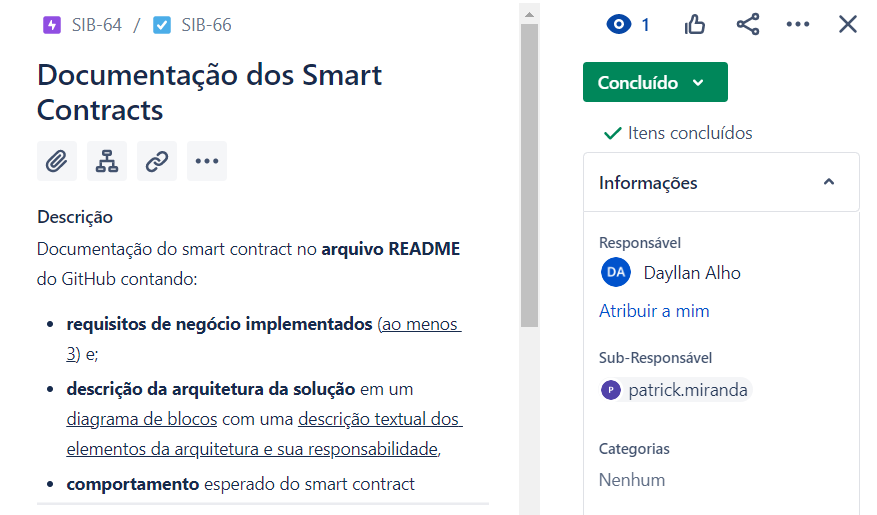 SIB-64 / SIB-66
Documentação dos Smart
Contracts
Descrição
Documentação do smart contract no arquivo README
do GitHub contando:
• requisitos de negócio implementados (ao menos
3) e;
• descrição da arquitetura da solução em um
diagrama de blocos com uma descrição textual dos
elementos da arquitetura e sua responsabilidade,
• comportamento esperado do smart contract
1
Concluído
Itens concluídos
Informações
Responsável
DA Dayllan Alho
Atribuir a mim
Sub-Responsável
P patrick.miranda
Categorias
Nenhum